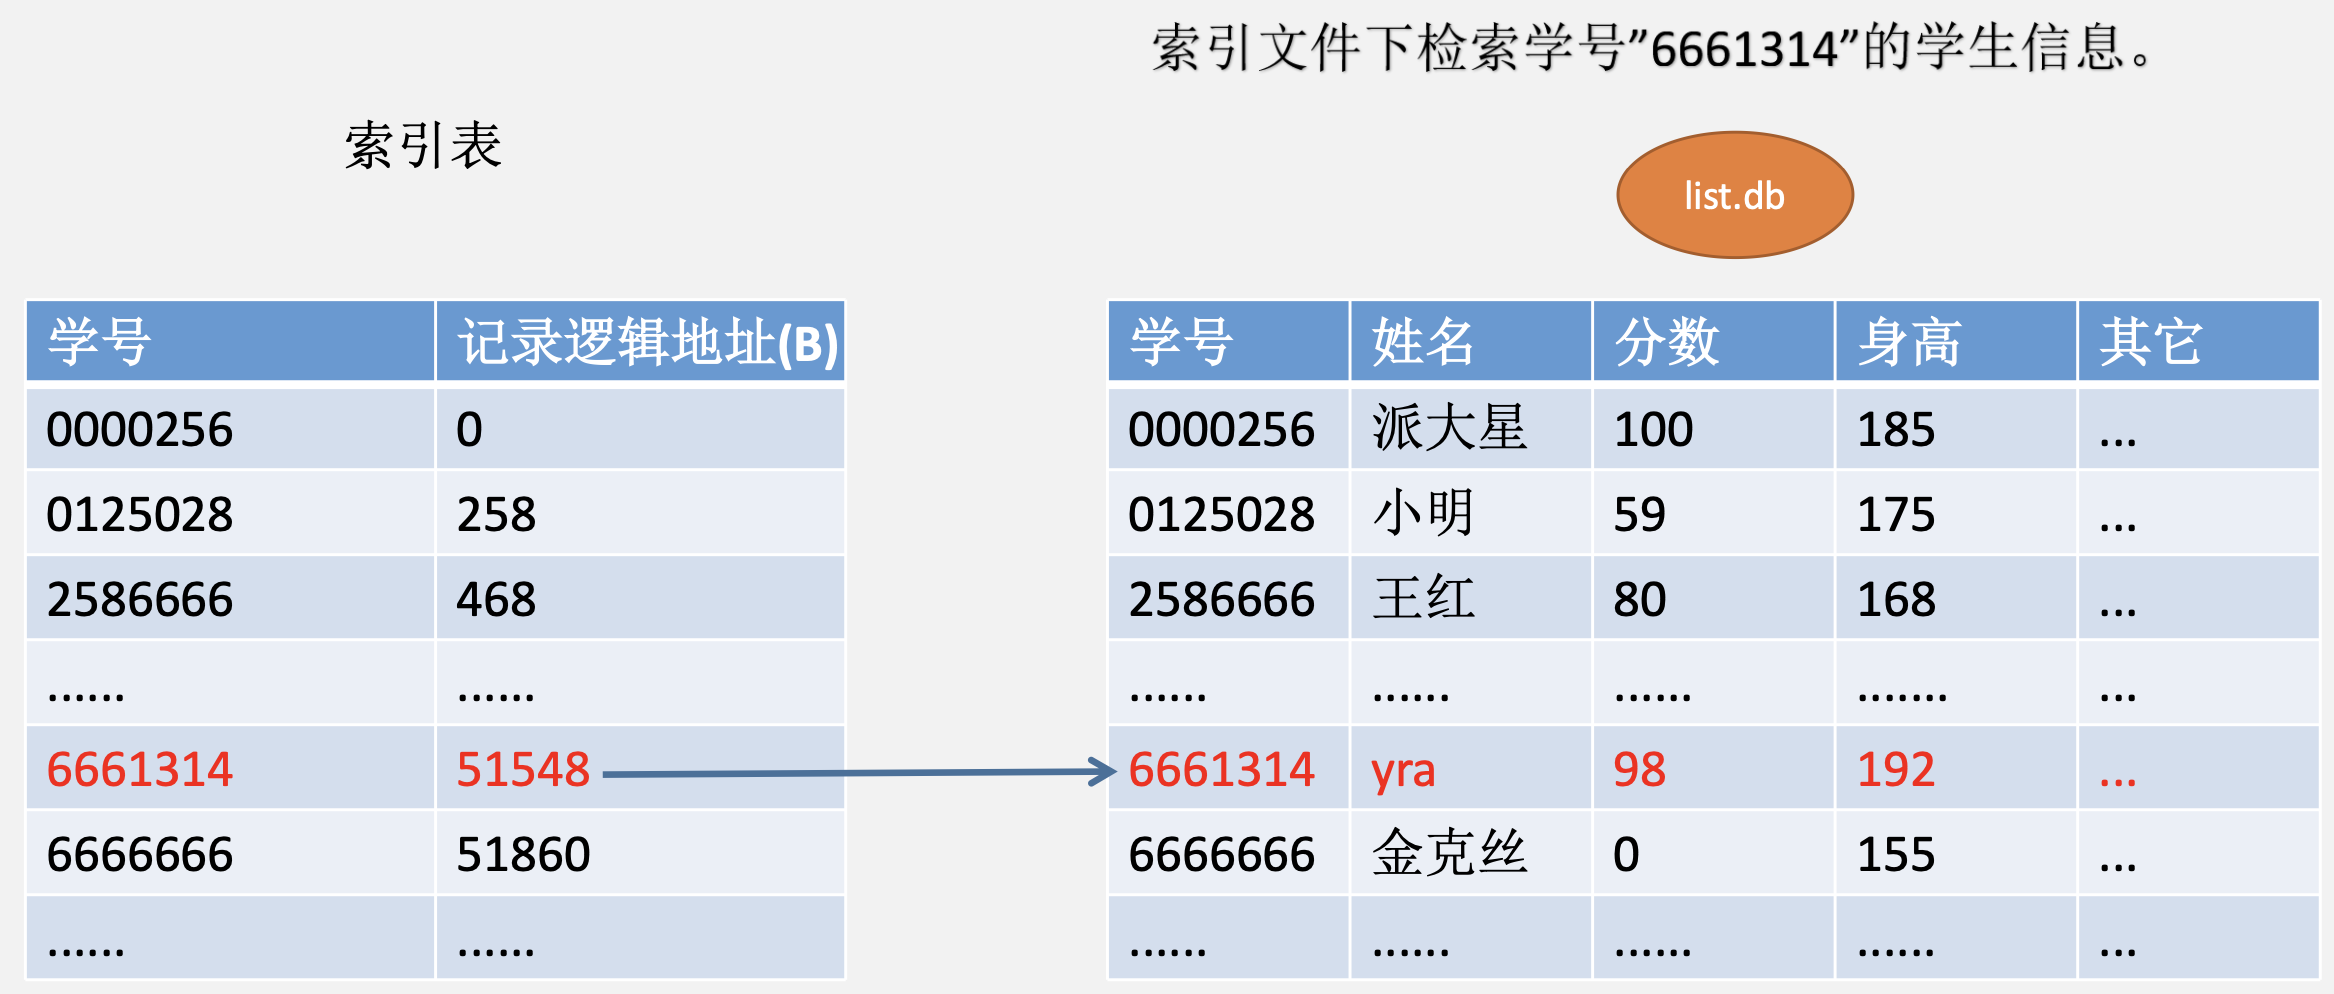 索引文件下检索学号”6661314”的学生信息。
索引表
list.db
学号 记录逻辑地址(B)
0000256 0
0125028 258
2586666 468
...... ......
6661314 51548
6666666 51860
...... ......
学号 姓名 分数 身高 其它
0000256 派大星 100 185 ...
0125028 小明 59 175 ...
2586666 王红 80 168 ...
...... ...... ...... ....... ...
6661314 yra 98 192 ...
6666666 金克丝 0 155 ...
...... ...... ...... ...... ...